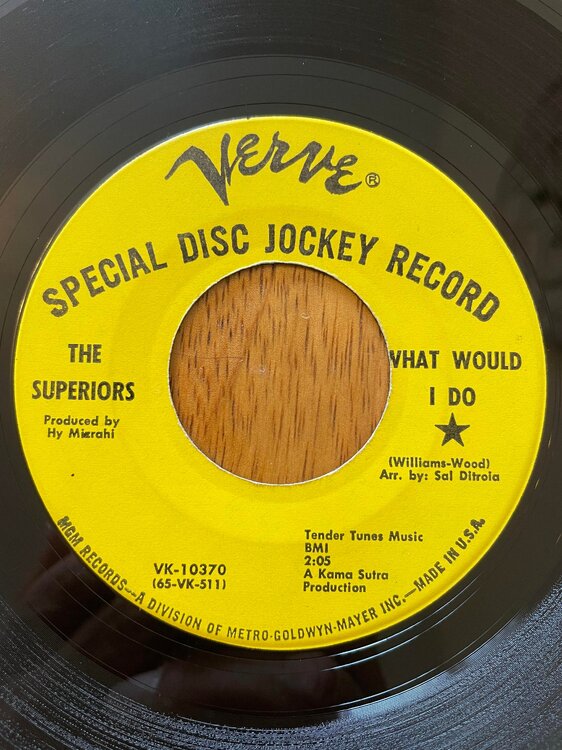 VERVE®
SPECIAL DISC JOCKEY RECORD
THE
SUPERIORS
Produced by
Hy Mizrahi
WHAT WOULD
I DO
(Williams-Wood)
Arr. by: Sal Ditroia
VK-10370
(65-VK-511)
Tender Tunes Music
BMI
2:05
A Kama Sutra
Production
MGM RECORDS—A DIVISION OF METRO-GOLDWYN-MAYER INC.—MADE IN U.S.A.